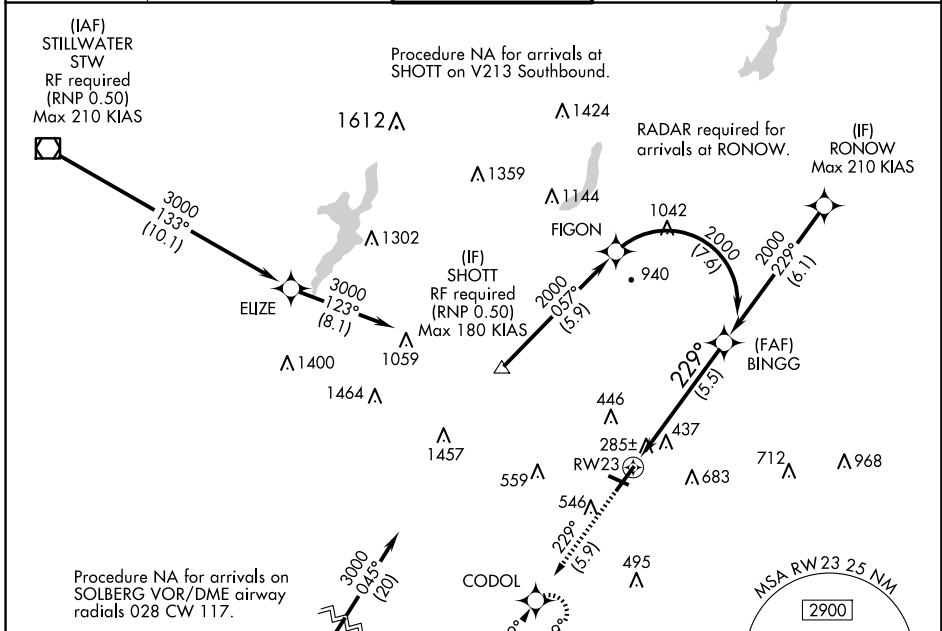 (IAF)
STILLWATER
STW
RF required
(RNP 0.50)
Max 210 KIAS
Procedure NA for arrivals at
SHOTT on V213 Southbound.
1612
1424
RADAR required for
arrivals at RONOW.
(IF)
RONOW
Max 210 KIAS
1359
1144
3000
133°
(10.1)
1302
FIGON
1042
2000
(7.6)
2000
229°
(6.1)
(IF)
SHOTT
RF required
(RNP 0.50)
Max 180 KIAS
940
ELIZE
3000
123°
(8.1)
2000
057°
(5.9)
1059
1400
(FAF)
BINGG
229°
(5.5)
1464
446
1457
285±
437
RW23
559
683
712
968
546
229°
(5.9)
495
Procedure NA for arrivals on
SOLBERG VOR/DME airway
radials 028 CW 117.
3000
045°
(20)
CODOL
MSA RW 23 25 NM
2900